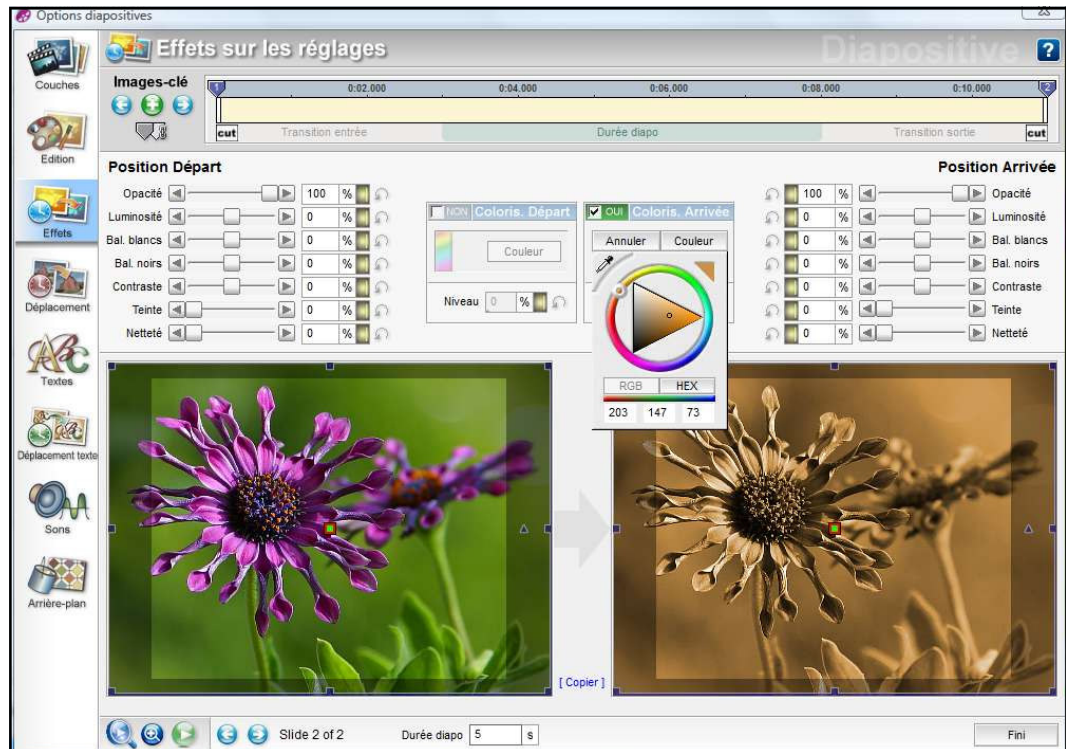 Options diapositives
Effets sur les réglages
Diapositive
?
Couches
Edition
Effets
Déplacement
Textes
Déplacement texte
Sons
Arrière-plan
Images-clé
1
0:02.000
0:04.000
0:06.000
0:08.000
0:10.000
2
cut
Transition entrée
Durée diapo
Transition sortie
cut
Position Départ
Position Arrivée
Opacité 100 %
Luminosité 0 %
Bal. blancs 0 %
Bal. noirs 0 %
Contraste 0 %
Teinte 0 %
Netteté 0 %
NON Coloris. Départ
Couleur
Niveau 0 %
OUI Coloris. Arrivée
Annuler Couleur
RGB HEX
203 147 73
100 % Opacité
0 % Luminosité
0 % Bal. blancs
0 % Bal. noirs
0 % Contraste
0 % Teinte
0 % Netteté
[ Copier ]
Slide 2 of 2
Durée diapo 5 s
Fini